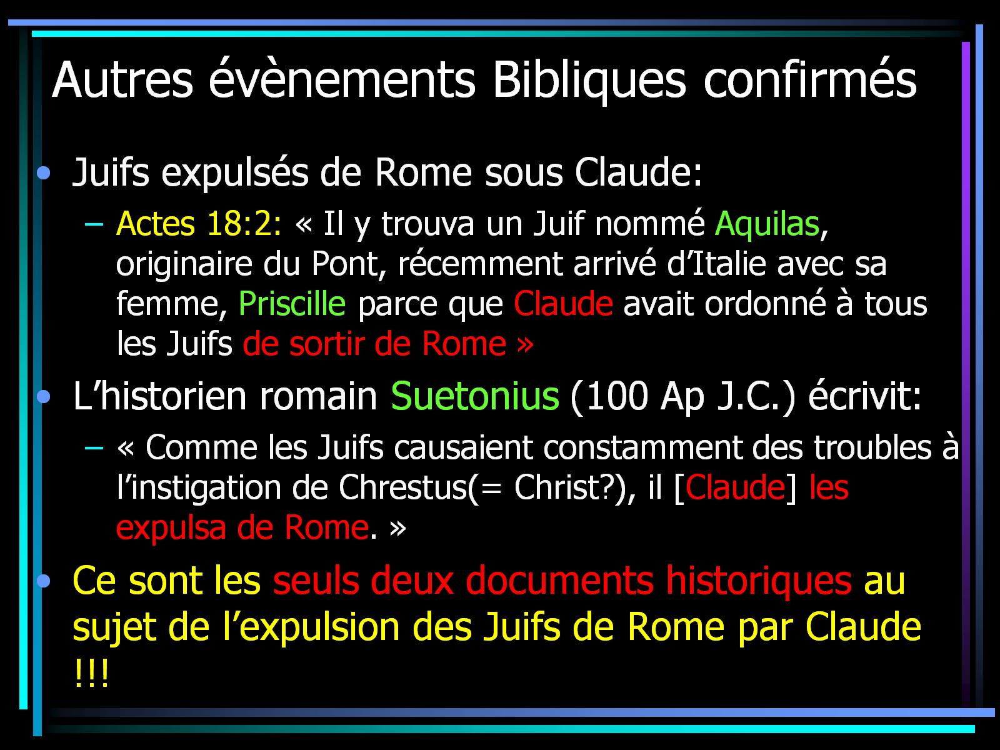 Autres évènements Bibliques confirmés
• Juifs expulsés de Rome sous Claude:
– Actes 18:2: « Il y trouva un Juif nommé Aquilas,
originaire du Pont, récemment arrivé d’Italie avec sa
femme, Priscille parce que Claude avait ordonné à tous
les Juifs de sortir de Rome »
• L’historien romain Suetonius (100 Ap J.C.) écrivit:
– « Comme les Juifs causaient constamment des troubles à
l’instigation de Chrestus(= Christ?), il [Claude] les
expulsa de Rome. »
• Ce sont les seuls deux documents historiques au
sujet de l’expulsion des Juifs de Rome par Claude
!!!